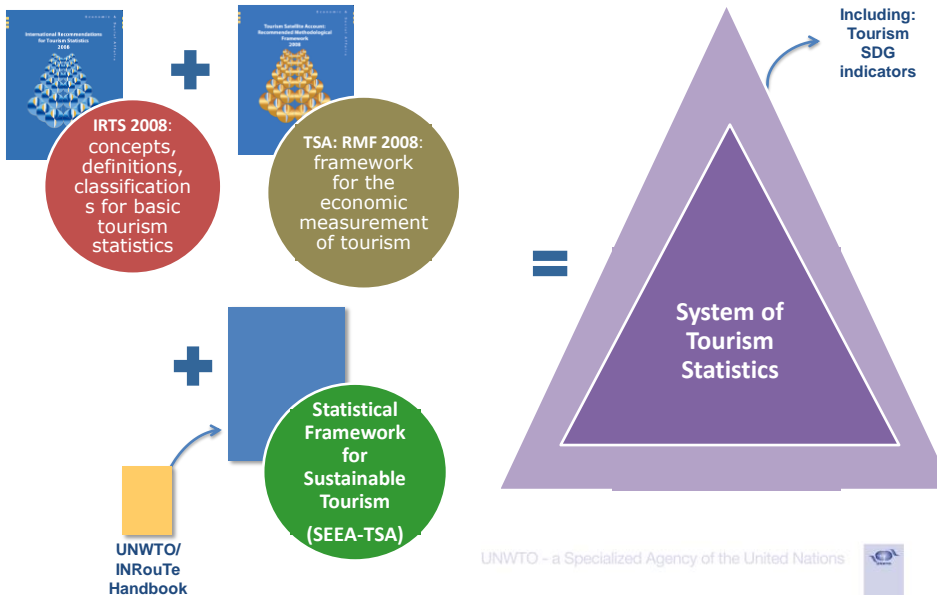 Economic & Social Affairs
International Recommendations
for Tourism Statistics
2008
Tourism Satellite Account:
Recommended Methodological
Framework
2008
IRTS 2008:
concepts,
definitions,
classification
s for basic
tourism
statistics
TSA: RMF 2008:
framework
for the
economic
measurement
of tourism
Including:
Tourism
SDG
indicators
System of
Tourism
Statistics
Statistical
Framework
for
Sustainable
Tourism
(SEEA-TSA)
UNWTO/
INRouTe
Handbook
UNWTO - a Specialized Agency of the United Nations